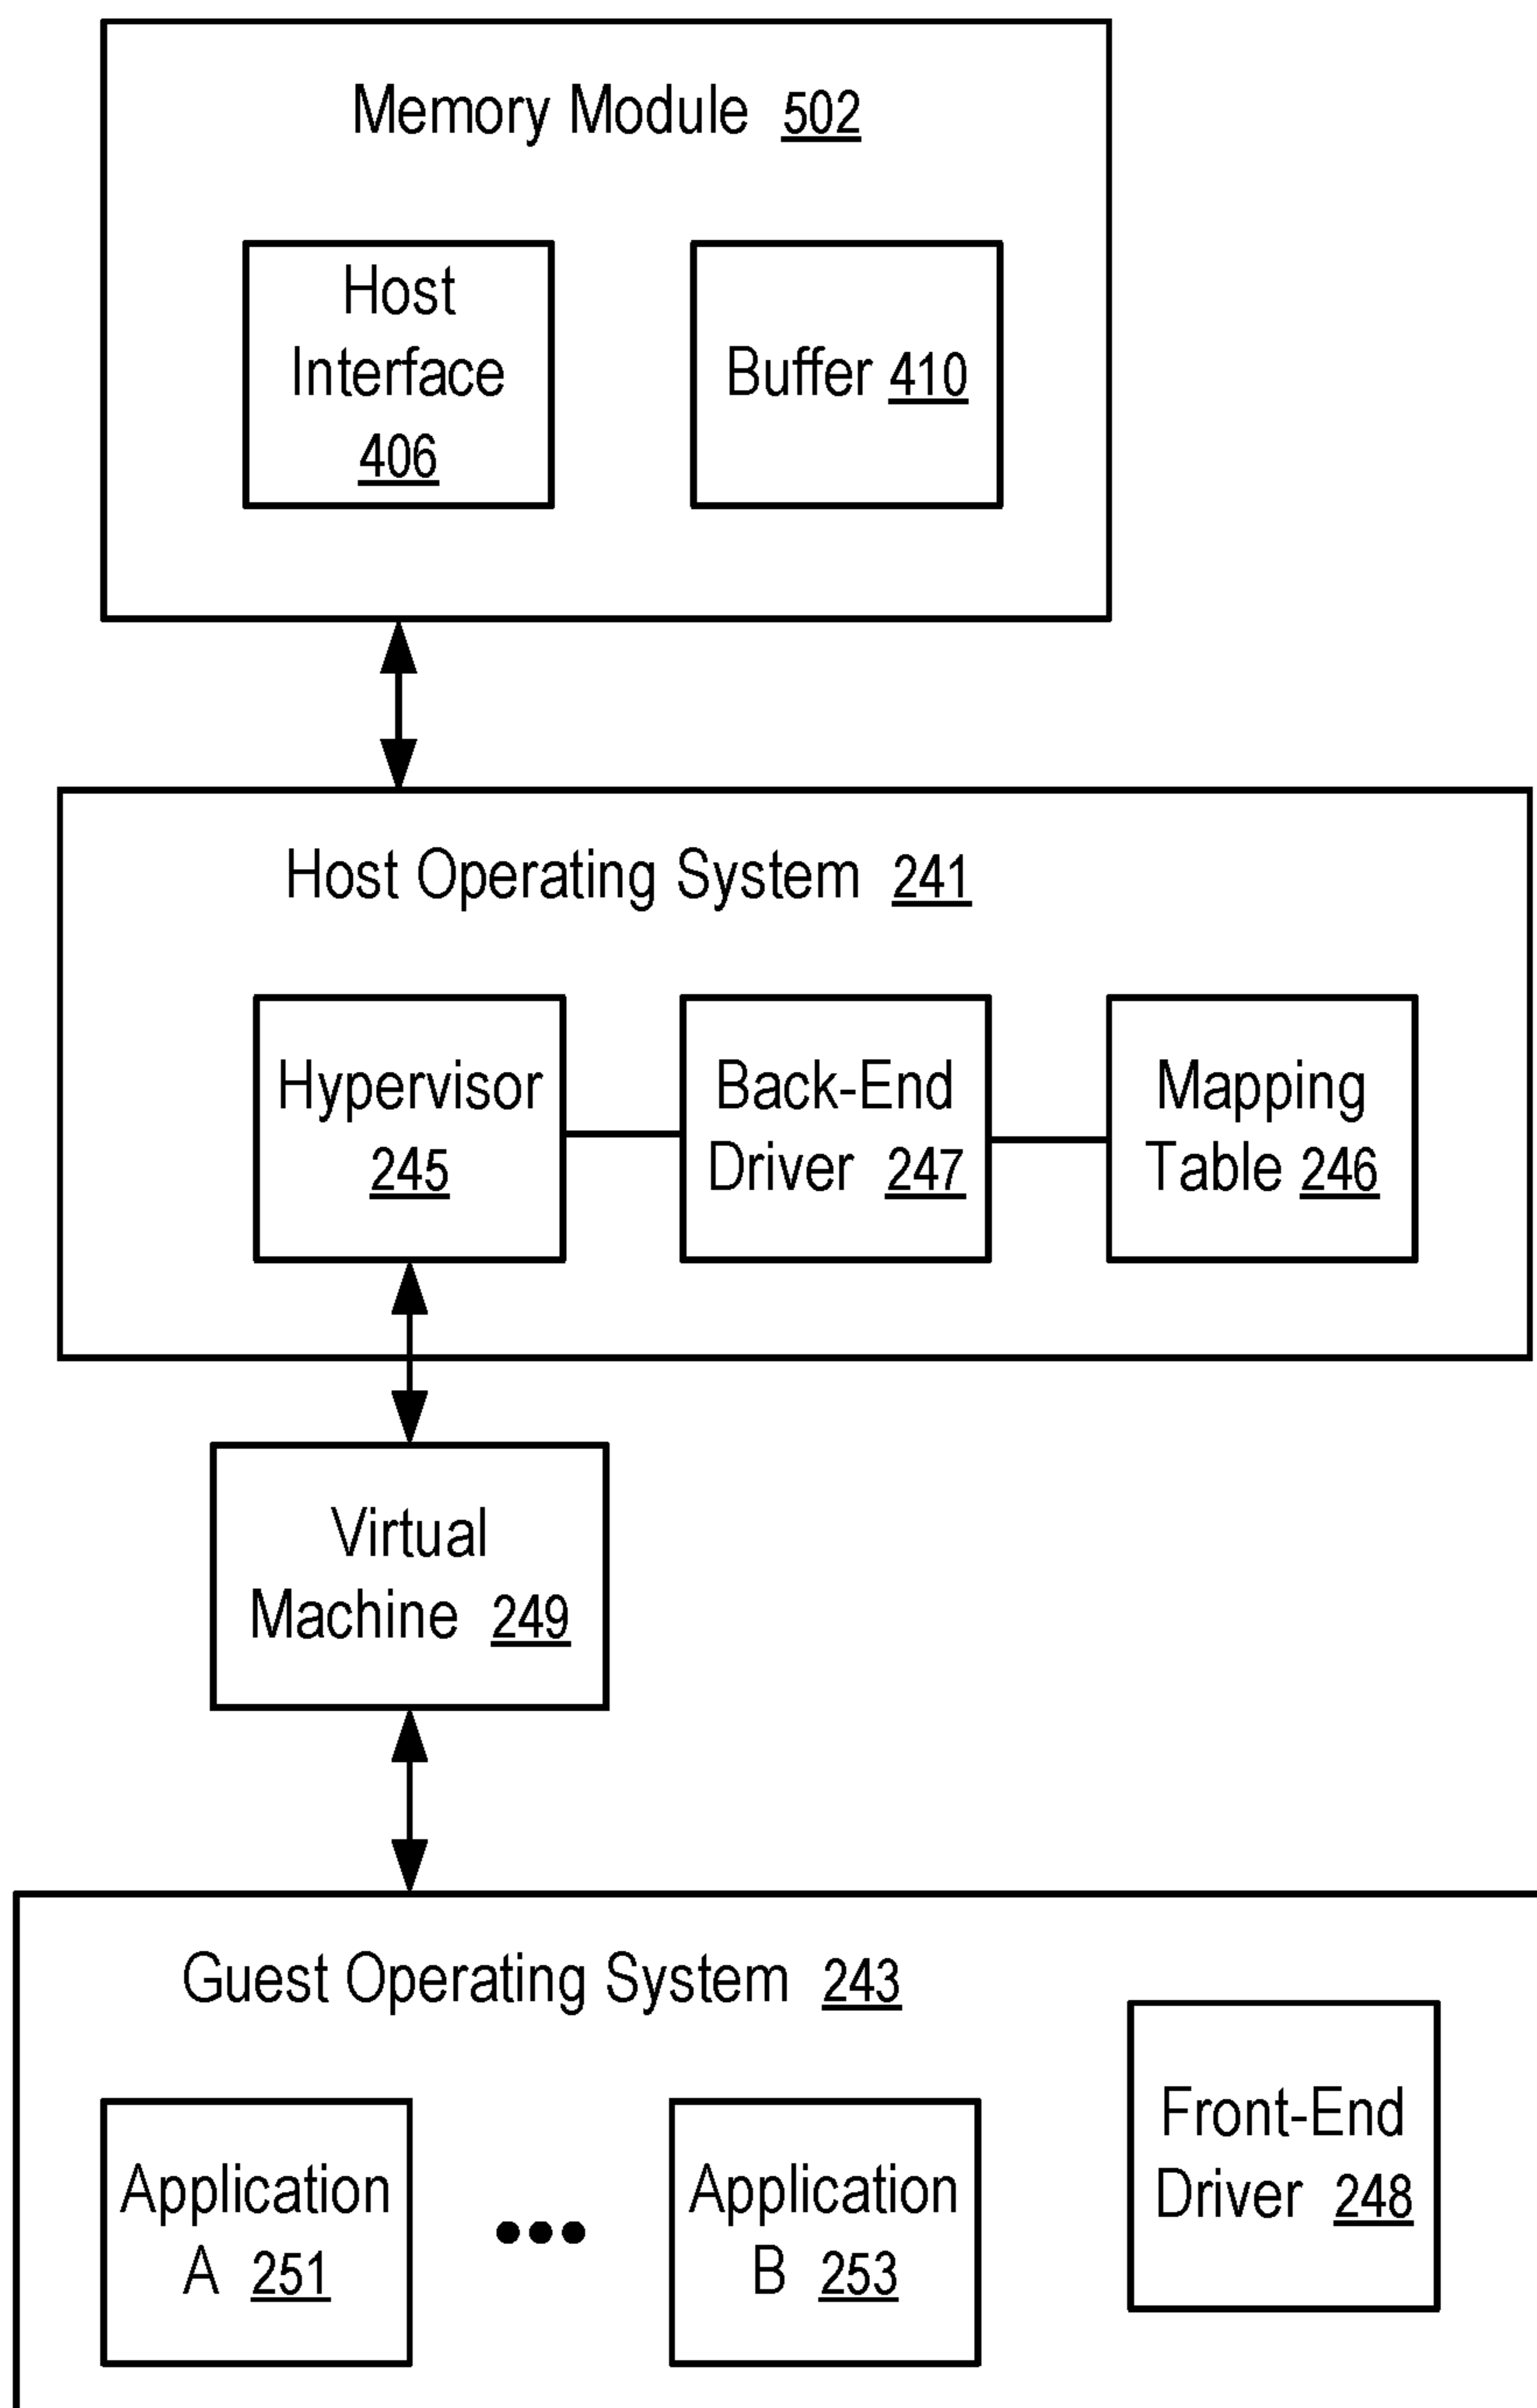 Memory Module 502
Host
Interface
406
Buffer 410
Host Operating System 241
Hypervisor
245
Back-End
Driver 247
Mapping
Table 246
Virtual
Machine 249
Guest Operating System 243
Application
A 251
Application
B 253
Front-End
Driver 248